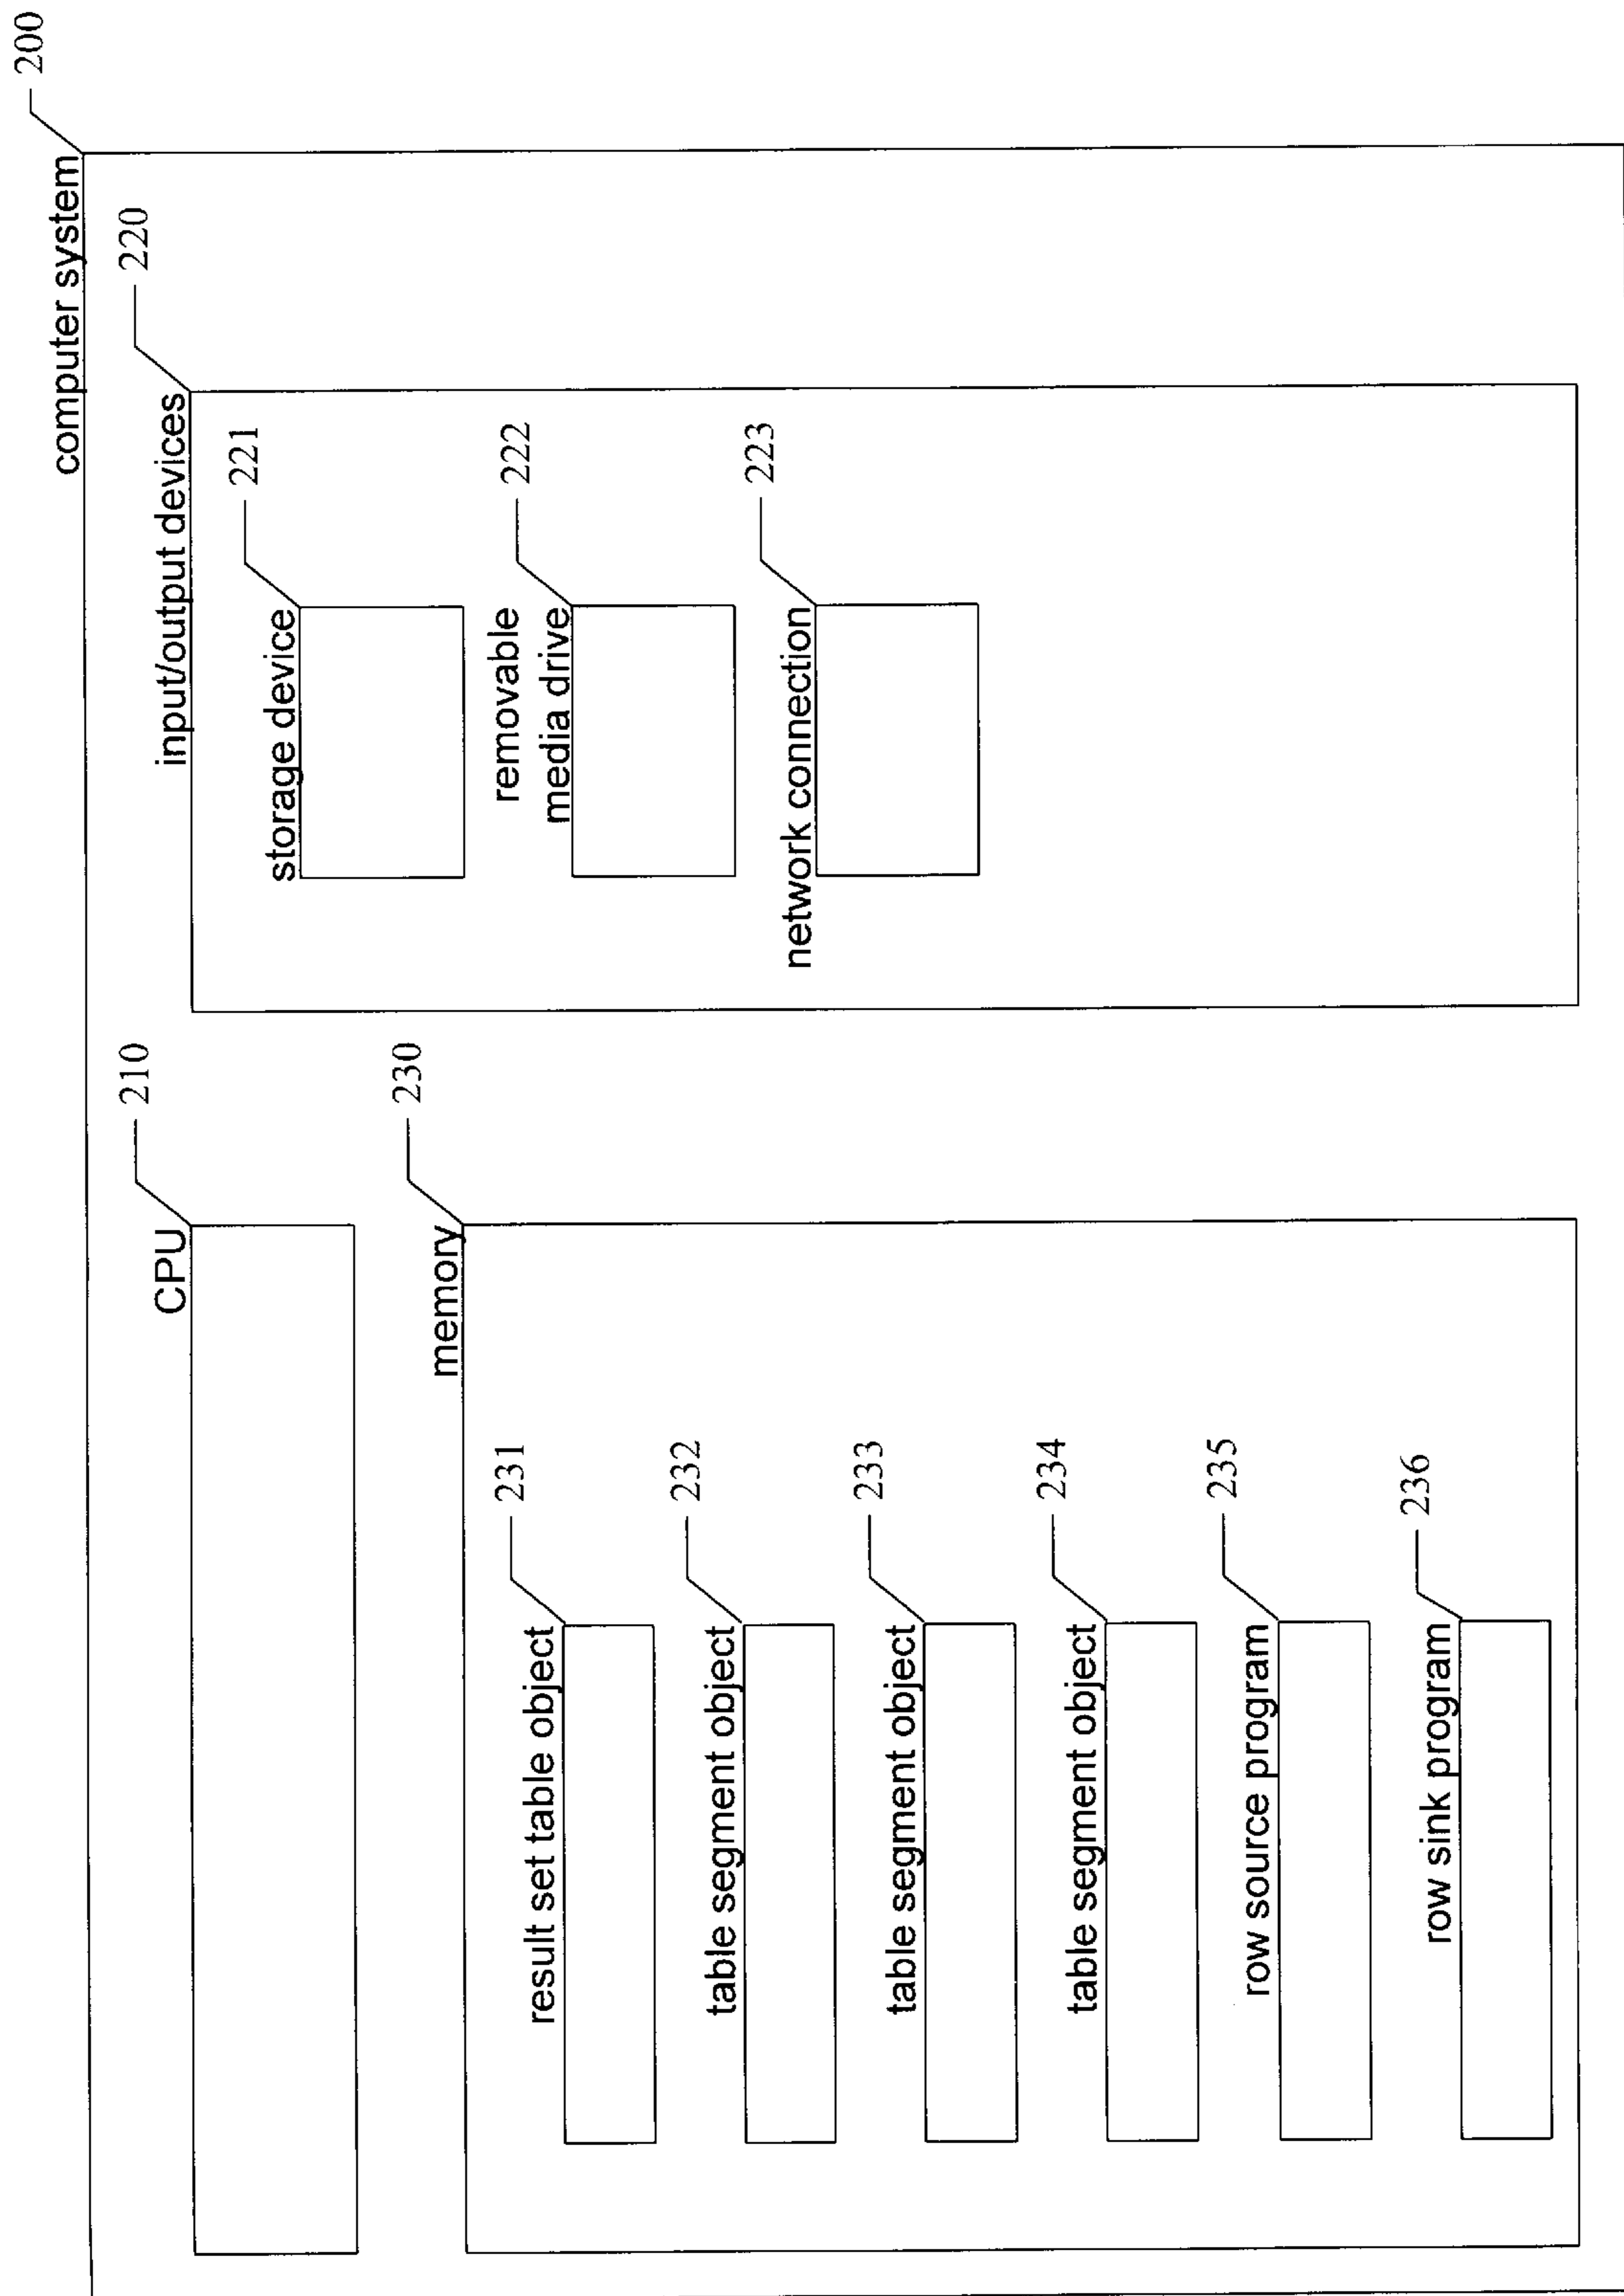 computer system
200
CPU
210
memory
230
result set table object
231
table segment object
232
table segment object
233
table segment object
234
row source program
235
row sink program
236
input/output devices
220
storage device
221
removable
media drive
222
network connection
223